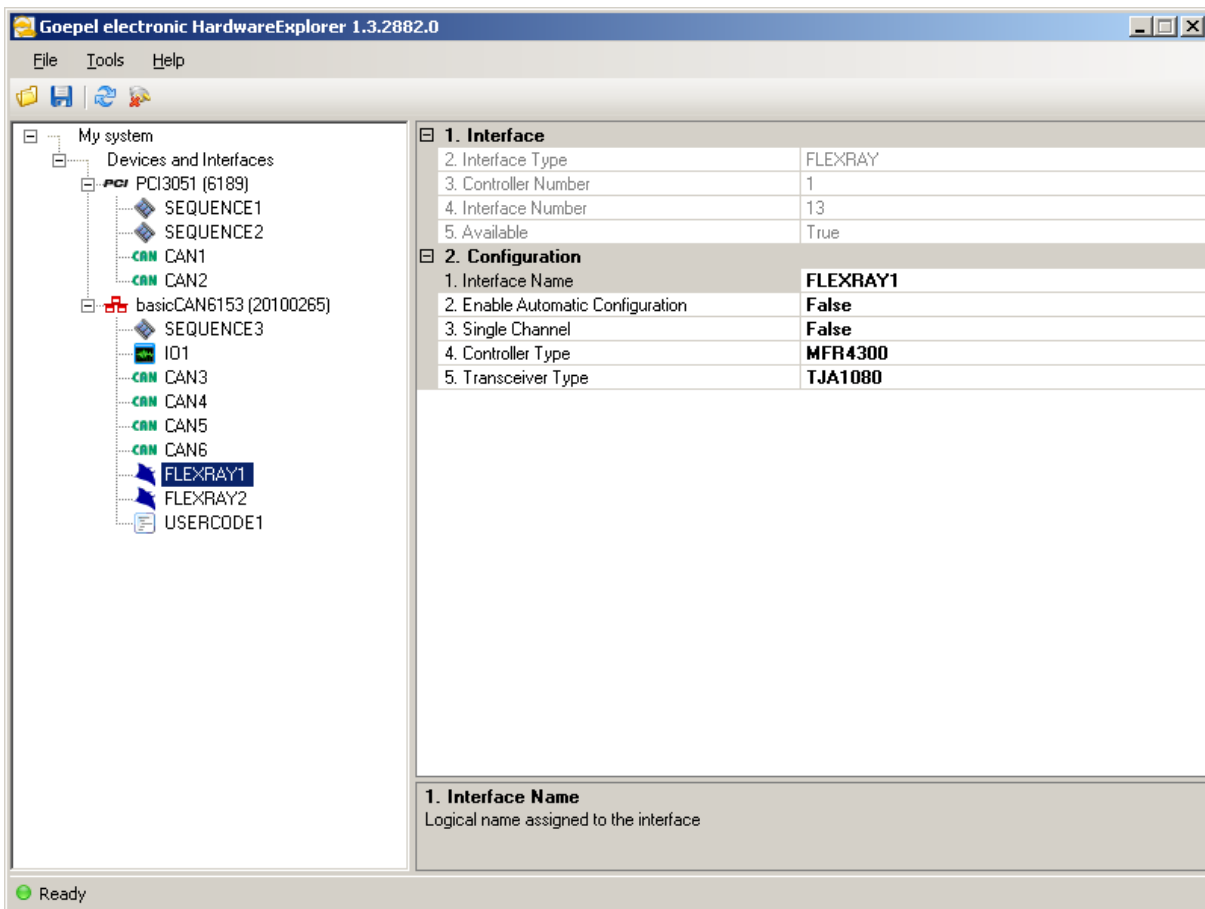 Goepel electronic HardwareExplorer 1.3.2882.0
File Tools Help
My system
Devices and Interfaces
PCI PCI3051 (6189)
SEQUENCE1
SEQUENCE2
CAN CAN1
CAN CAN2
basicCAN6153 (20100265)
SEQUENCE3
IO1
CAN CAN3
CAN CAN4
CAN CAN5
CAN CAN6
FLEXRAY1
FLEXRAY2
USERCODE1
1. Interface
2. Interface Type FLEXRAY
3. Controller Number 1
4. Interface Number 13
5. Available True
2. Configuration
1. Interface Name FLEXRAY1
2. Enable Automatic Configuration False
3. Single Channel False
4. Controller Type MFR4300
5. Transceiver Type TJA1080
1. Interface Name
Logical name assigned to the interface
Ready